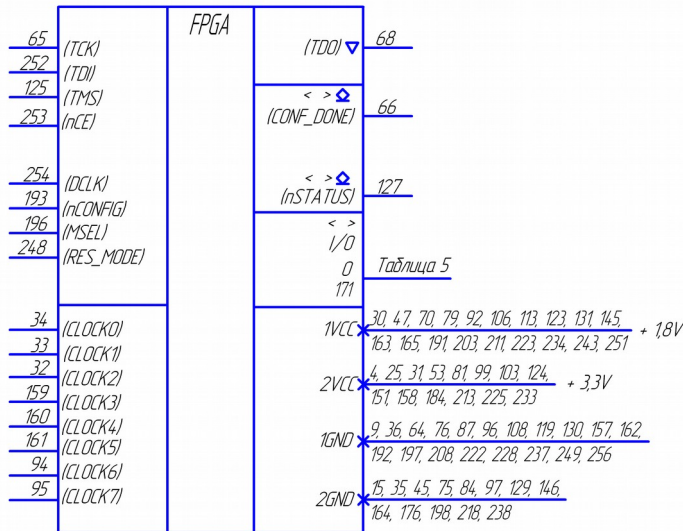 FPGA
65 (TCK)
252 (TDI)
125 (TMS)
253 (nCE)
254 (DCLK)
193 (nCONFIG)
196 (MSEL)
248 (RES_MODE)
34 (CLOCK0)
33 (CLOCK1)
32 (CLOCK2)
159 (CLOCK3)
160 (CLOCK4)
161 (CLOCK5)
94 (CLOCK6)
95 (CLOCK7)
(TDO) 68
< >
(CONF_DONE) 66
< >
(nSTATUS) 127
< >
I/O
0 Таблица 5
171
1VCC 30, 47, 70, 79, 92, 106, 113, 123, 131, 145,
163, 165, 191, 203, 211, 223, 234, 243, 251
+ 1,8V
2VCC 4, 25, 31, 53, 81, 99, 103, 124,
151, 158, 184, 213, 225, 233
+ 3,3V
1GND 9, 36, 64, 76, 87, 96, 108, 119, 130, 157, 162,
192, 197, 208, 222, 228, 237, 249, 256
2GND 15, 35, 45, 75, 84, 97, 129, 146,
164, 176, 198, 218, 238